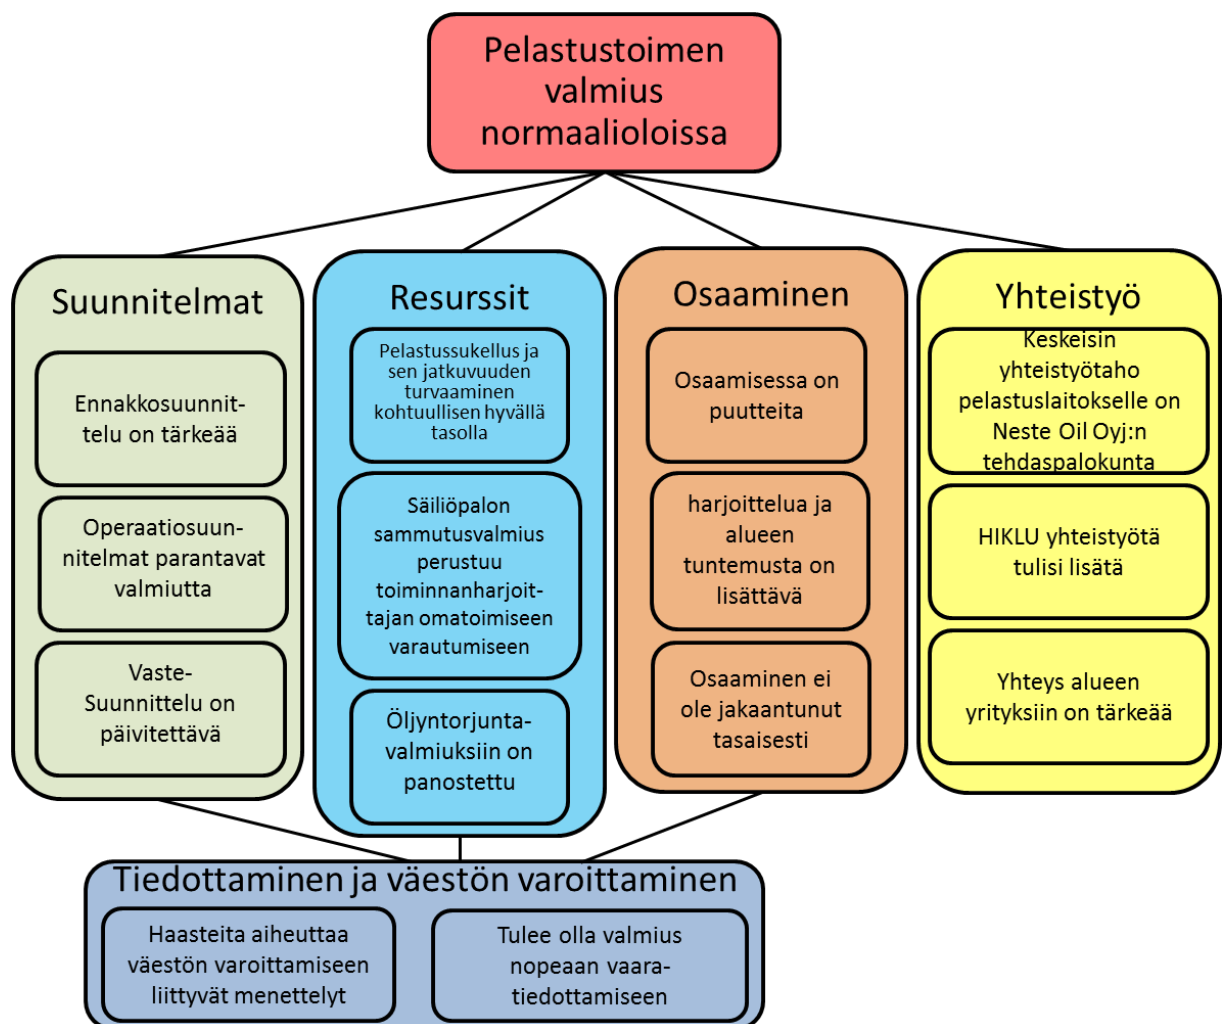 Pelastustoimen
valmius
normaalioloissa
Suunnitelmat
Ennakkosuunnit-
telu on tärkeää
Operaatiosuun-
nitelmat parantavat
valmiutta
Vaste-
Suunnittelu on
päivitettävä
Resurssit
Pelastussukellus ja
sen jatkuvuuden
turvaaminen
kohtuullisen hyvällä
tasolla
Säiliöpalon
sammutusvalmius
perustuu
toiminnanharjoit-
tajan omatoimiseen
varautumiseen
Öljyntorjunta-
valmiuksiin on
panostettu
Osaaminen
Osaamisessa on
puutteita
harjoittelua ja
alueen
tuntemusta on
lisättävä
Osaaminen ei
ole jakaantunut
tasaisesti
Yhteistyö
Keskeisin
yhteistyötaho
pelastuslaitokselle on
Neste Oil Oyj:n
tehdaspalokunta
HIKLU yhteistyötä
tulisi lisätä
Yhteys alueen
yrityksiin on tärkeää
Tiedottaminen ja väestön varoittaminen
Haasteita aiheuttaa
väestön varoittamiseen
liittyvät menettelyt
Tulee olla valmius
nopeaan vaara-
tiedottamiseen